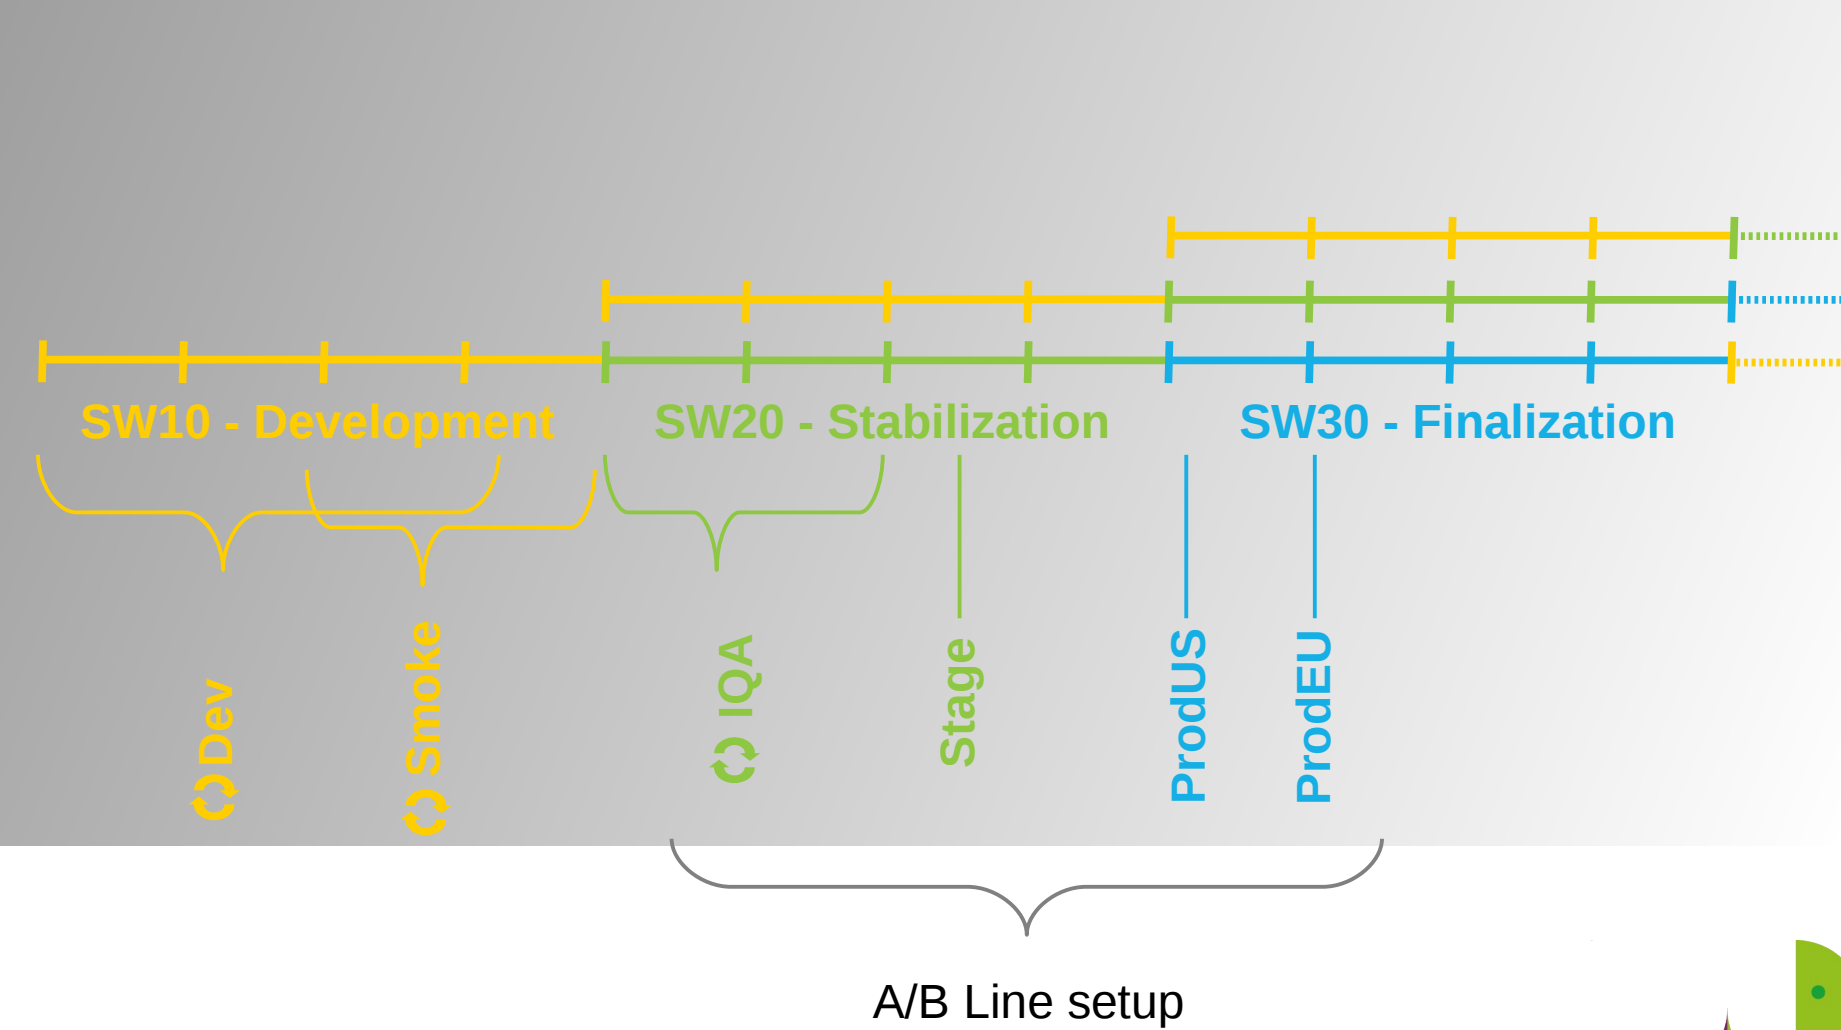 SW10 - Development
SW20 - Stabilization
SW30 - Finalization
Dev
Smoke
IQA
Stage
ProdUS
ProdEU
A/B Line setup